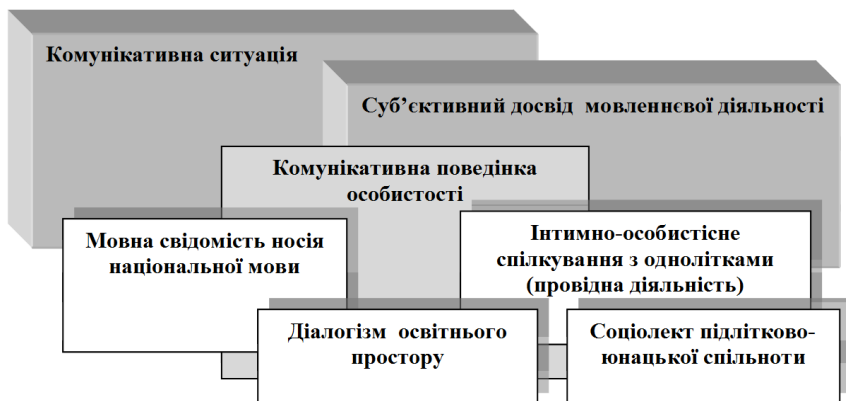 Комунікативна ситуація
Суб’єктивний досвід мовленнєвої діяльності
Комунікативна поведінка
особистості
Мовна свідомість носія
національної мови
Інтимно-особистісне
спілкування з однолітками
(провідна діяльність)
Діалогізм освітнього
простору
Соціолект підлітково-
юнацької спільноти